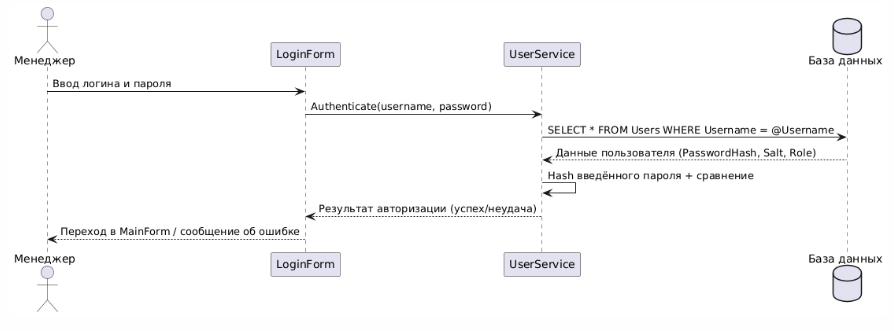 Менеджер
LoginForm
UserService
База данных
Ввод логина и пароля
Authenticate(username, password)
SELECT * FROM Users WHERE Username = @Username
Данные пользователя (PasswordHash, Salt, Role)
Hash введённого пароля + сравнение
Результат авторизации (успех/неудача)
Переход в MainForm / сообщение об ошибке
Менеджер
LoginForm
UserService
База данных